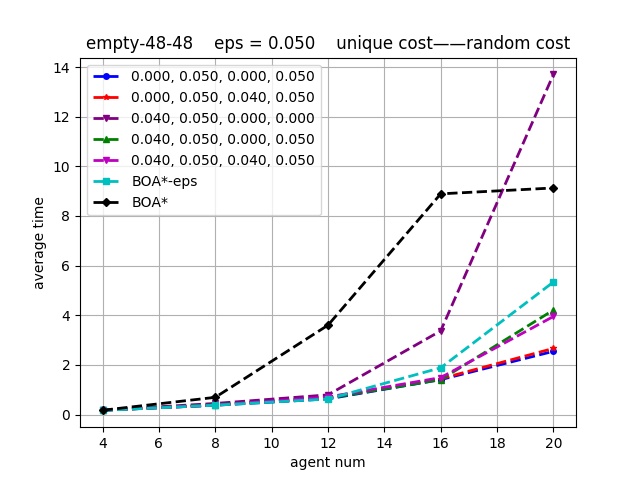 empty-48-48    eps = 0.050    unique cost——random cost
average time
14
12
10
8
6
4
2
0
0.000, 0.050, 0.000, 0.050
0.000, 0.050, 0.040, 0.050
0.040, 0.050, 0.000, 0.000
0.040, 0.050, 0.000, 0.050
0.040, 0.050, 0.040, 0.050
BOA*-eps
BOA*
4 6 8 10 12 14 16 18 20
agent num